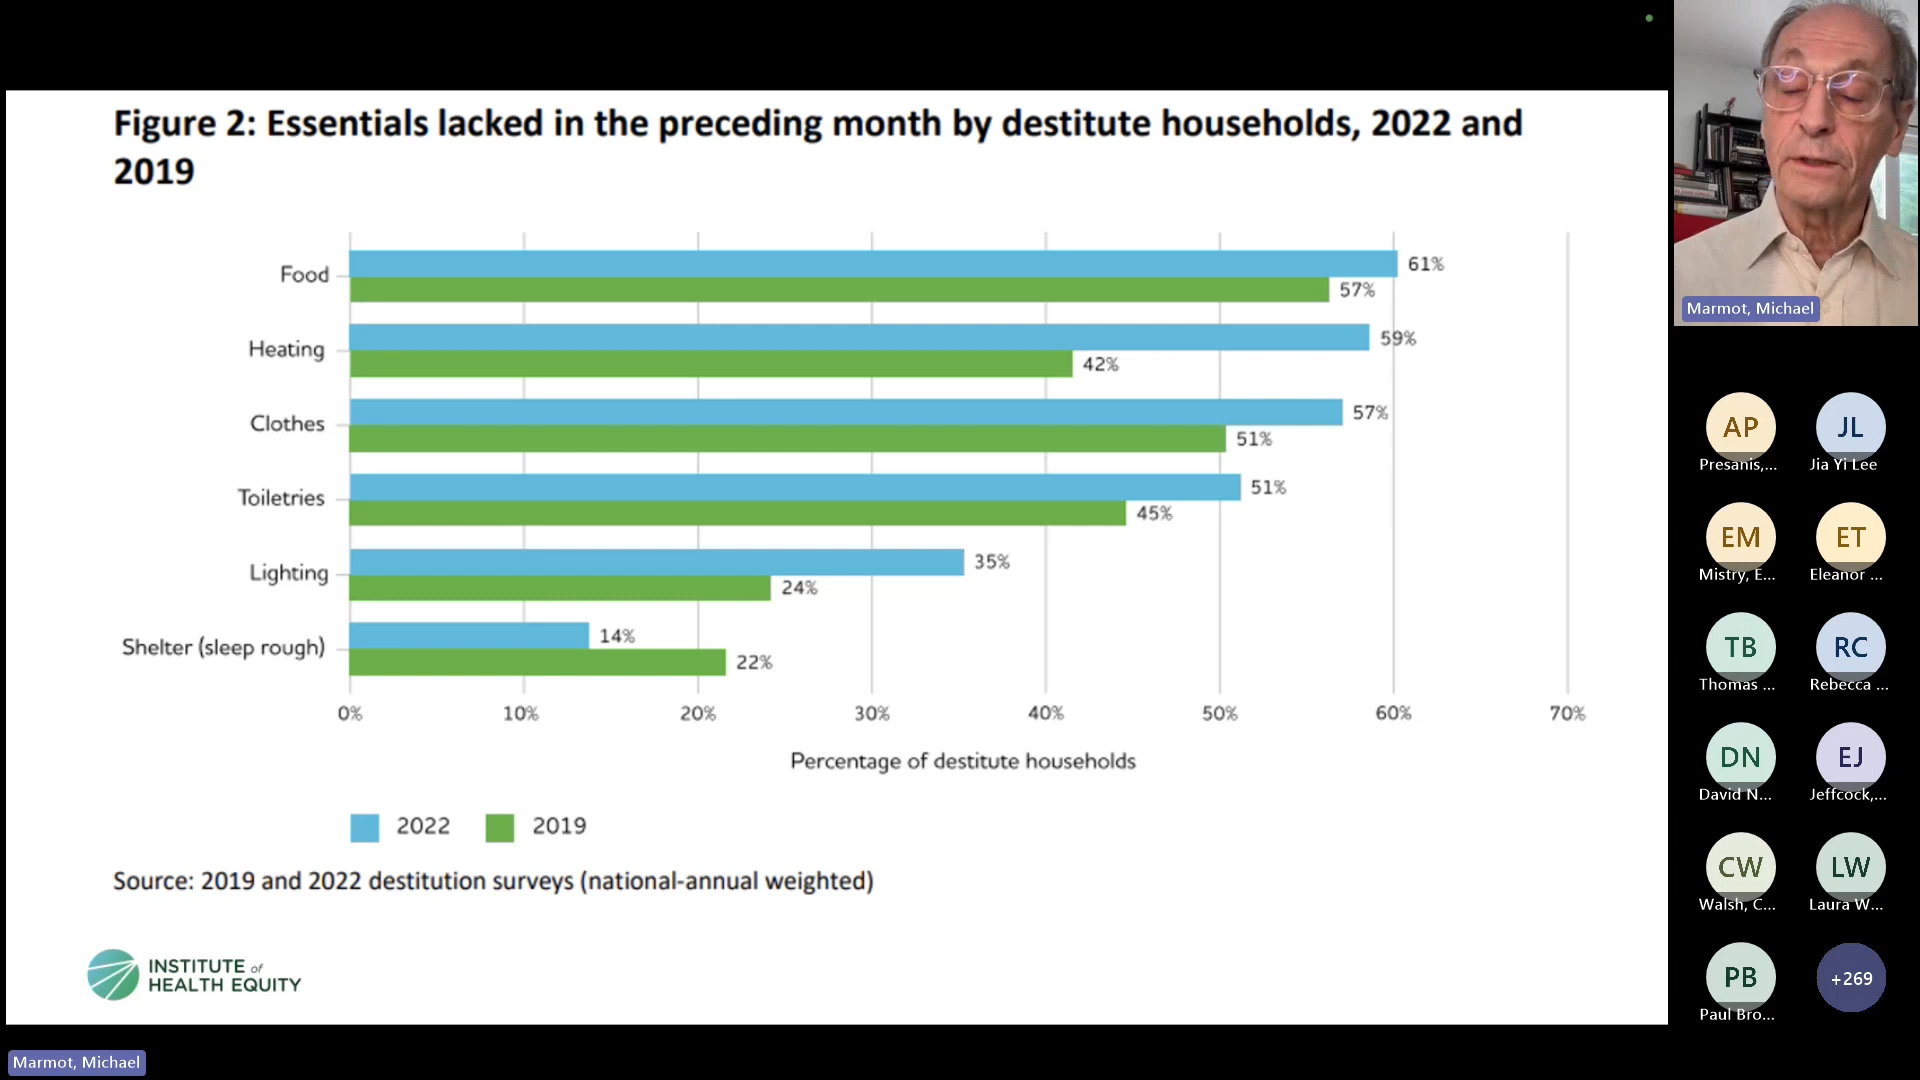 Figure 2: Essentials lacked in the preceding month by destitute households, 2022 and
2019
Food
61%
57%
Heating
59%
42%
Clothes
57%
51%
Toiletries
51%
45%
Lighting
35%
24%
Shelter (sleep rough)
14%
22%
0% 10% 20% 30% 40% 50% 60% 70%
Percentage of destitute households
2022 2019
Source: 2019 and 2022 destitution surveys (national-annual weighted)
INSTITUTE of
HEALTH EQUITY
Marmot, Michael
Marmot, Michael
AP JL
Presanis,... Jia Yi Lee
EM ET
Mistry, E... Eleanor ...
TB RC
Thomas ... Rebecca ...
DN EJ
David N... Jeffcock,...
CW LW
Walsh, C... Laura W...
PB +269
Paul Bro...